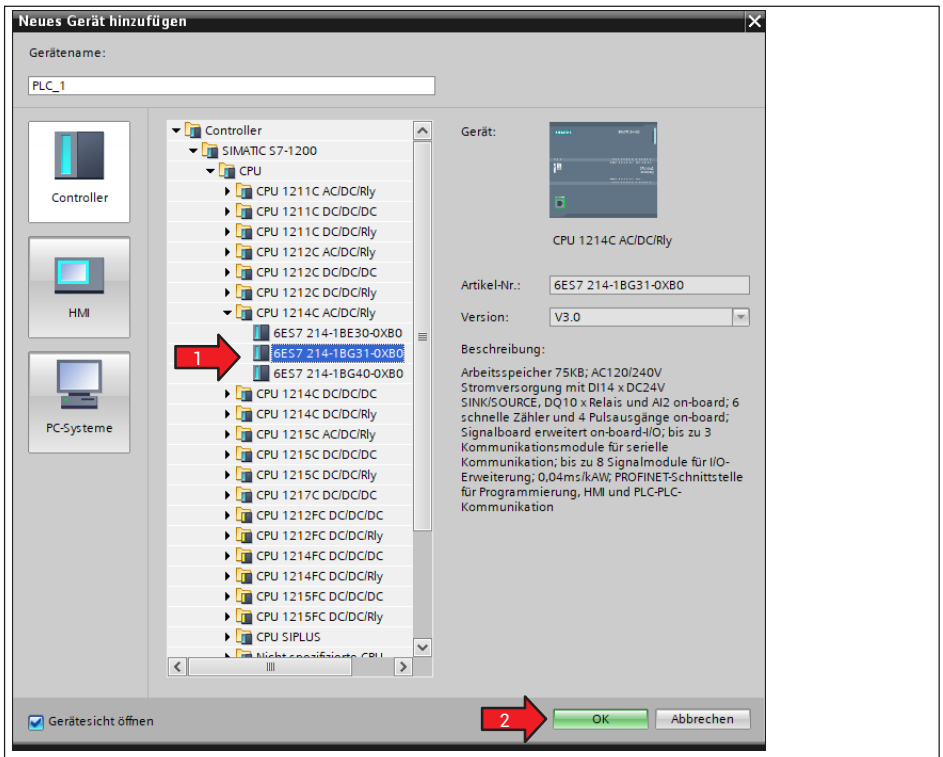 Neues Gerät hinzufügen
Gerätename:
PLC_1
Controller
HMI
PC-Systeme
Controller
SIMATIC S7-1200
CPU
CPU 1211C AC/DC/Rly
CPU 1211C DC/DC/DC
CPU 1211C DC/DC/Rly
CPU 1212C AC/DC/Rly
CPU 1212C DC/DC/DC
CPU 1212C DC/DC/Rly
CPU 1214C AC/DC/Rly
6ES7 214-1BE30-0XB0
1
6ES7 214-1BG31-0XB0
6ES7 214-1BG40-0XB0
CPU 1214C DC/DC/DC
CPU 1214C DC/DC/Rly
CPU 1215C AC/DC/Rly
CPU 1215C DC/DC/DC
CPU 1215C DC/DC/Rly
CPU 1217C DC/DC/DC
CPU 1212FC DC/DC/DC
CPU 1212FC DC/DC/Rly
CPU 1214FC DC/DC/DC
CPU 1214FC DC/DC/Rly
CPU 1215FC DC/DC/DC
CPU 1215FC DC/DC/Rly
CPU SIPLUS
Nicht spezifizierte CPU
Gerät:
CPU 1214C AC/DC/Rly
Artikel-Nr.: 6ES7 214-1BG31-0XB0
Version: V3.0
Beschreibung:
Arbeitsspeicher 75KB; AC120/240V
Stromversorgung mit DI14 x DC24V
SINK/SOURCE, DQ10 x Relais und AI2 on-board; 6
schnelle Zähler und 4 Pulsausgänge on-board;
Signalboard erweitert on-board-I/O; bis zu 3
Kommunikationsmodule für serielle
Kommunikation; bis zu 8 Signalmodule für I/O-
Erweiterung; 0,04ms/kAW; PROFINET-Schnittstelle
für Programmierung, HMI und PLC-PLC-
Kommunikation
Gerätesicht öffnen
2
OK
Abbrechen